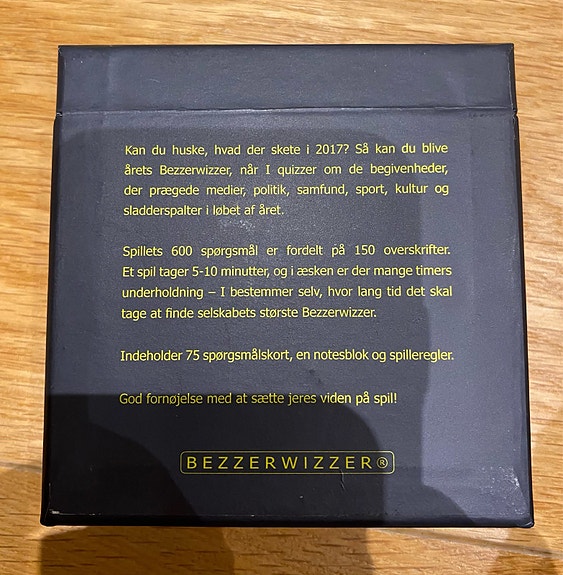 Kan du huske, hvad der skete i 2017? Så kan du blive
årets Bezzerwizzer, når I quizzer om de begivenheder,
der prægede medier, politik, samfund, sport, kultur og
sladderspalter i løbet af året.
Spillets 600 spørgsmål er fordelt på 150 overskrifter.
Et spil tager 5-10 minutter, og i æsken er der mange timers
underholdning – I bestemmer selv, hvor lang tid det skal
tage at finde selskabets største Bezzerwizzer.
Indeholder 75 spørgsmålskort, en notesblok og spilleregler.
God fornøjelse med at sætte jeres viden på spil!
BEZZERWIZZER®